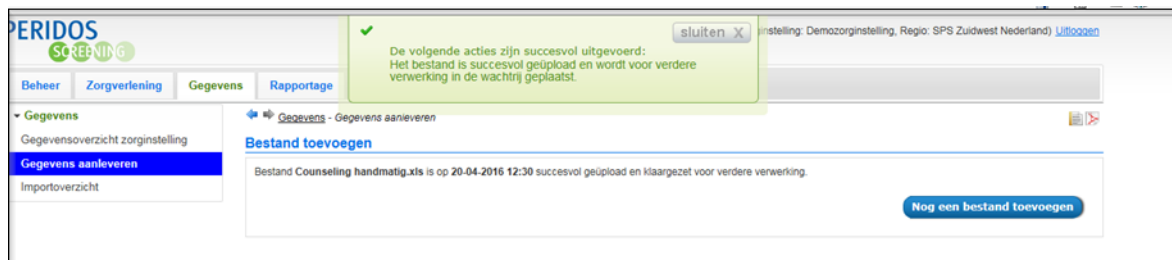 PERIDOS
SCREENING
sluiten X
De volgende acties zijn succesvol uitgevoerd:
Het bestand is succesvol geüpload en wordt voor verdere
verwerking in de wachtrij geplaatst.
instelling: Demozorginstelling, Regio: SPS Zuidwest Nederland) Uitloggen
Beheer Zorgverlening Gegevens Rapportage
Gegevens
Gegevensoverzicht zorginstelling
Gegevens aanleveren
Importoverzicht
Gegevens - Gegevens aanleveren
Bestand toevoegen
Bestand Counseling handmatig.xls is op 20-04-2016 12:30 succesvol geüpload en klaargezet voor verdere verwerking.
Nog een bestand toevoegen